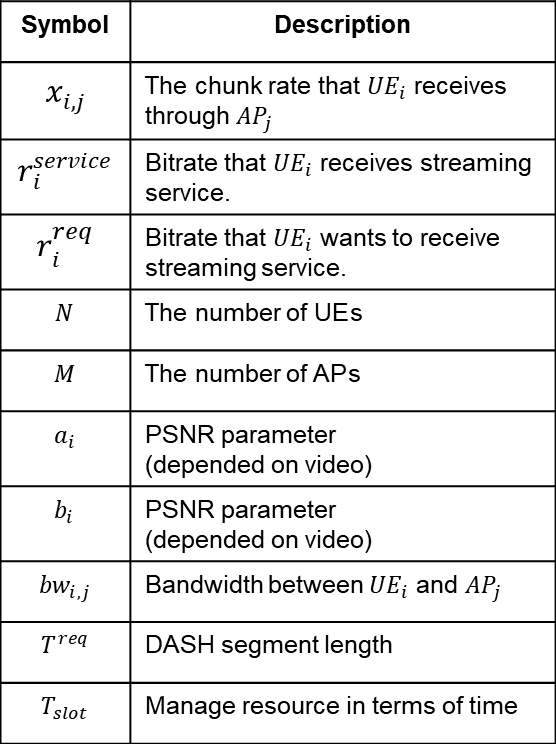 Symbol Description
x_{i,j} The chunk rate that UE_i receives
through AP_j
r_i^{service} Bitrate that UE_i receives streaming
service.
r_i^{req} Bitrate that UE_i wants to receive
streaming service.
N The number of UEs
M The number of APs
a_i PSNR parameter
(depended on video)
b_i PSNR parameter
(depended on video)
bw_{i,j} Bandwidth between UE_i and AP_j
T^{req} DASH segment length
T_{slot} Manage resource in terms of time